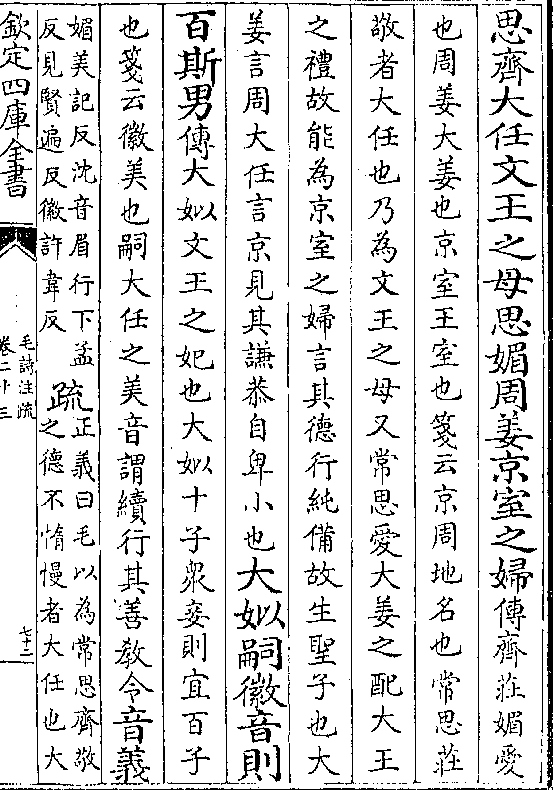 思齊大任文王之母思媚周姜京室之婦傳齊莊媚愛
也周姜大姜也京室王室也箋云京周地名也常思莊
敬者大任也乃為文王之母又常思愛大姜之配大王
之禮故能為京室之婦言其德行純備故生聖子也大
姜言周大任言京見其謙恭自卑小也大姒嗣徽音則
百斯男傳大姒文王之妃也大姒十子衆妾則宜百子
也箋云徽美也嗣大任之美音謂續行其善教令音義
媚美記反沈音眉行下孟
反見賢遍反徽許韋反
疏
正義曰毛以為常思齊敬
之德不惰慢者大任也大
欽定四庫全書
毛詩注疏
卷二十三
七十二